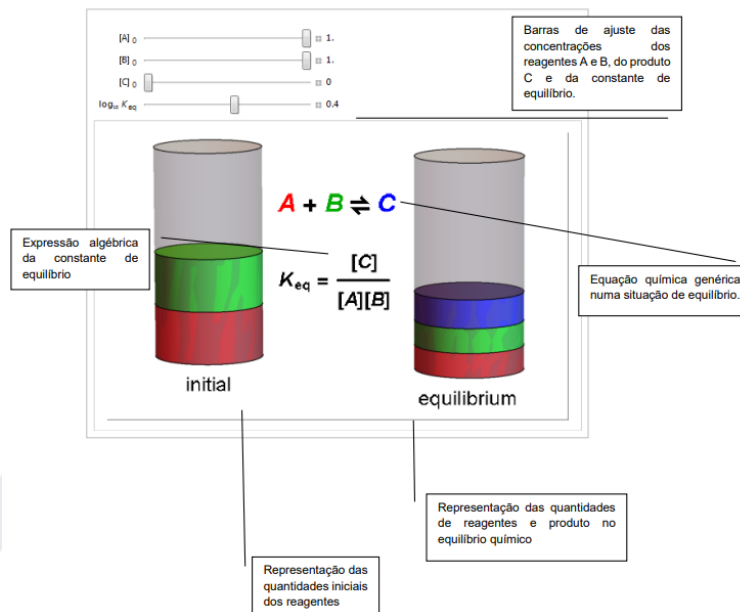 [A] 0 1.
[B] 0 1.
[C] 0 0
log₁₀ Keq 0.4
Barras de ajuste das
concentrações dos
reagentes A e B, do produto
C e da constante de
equilíbrio.
A + B ⇌ C
Expressão algébrica
da constante de
equilíbrio
Keq = [C]
[A][B]
Equação química genérica
numa situação de equilíbrio.
initial
equilibrium
Representação das quantidades
de reagentes e produto no
equilíbrio químico
Representação das
quantidades iniciais
dos reagentes